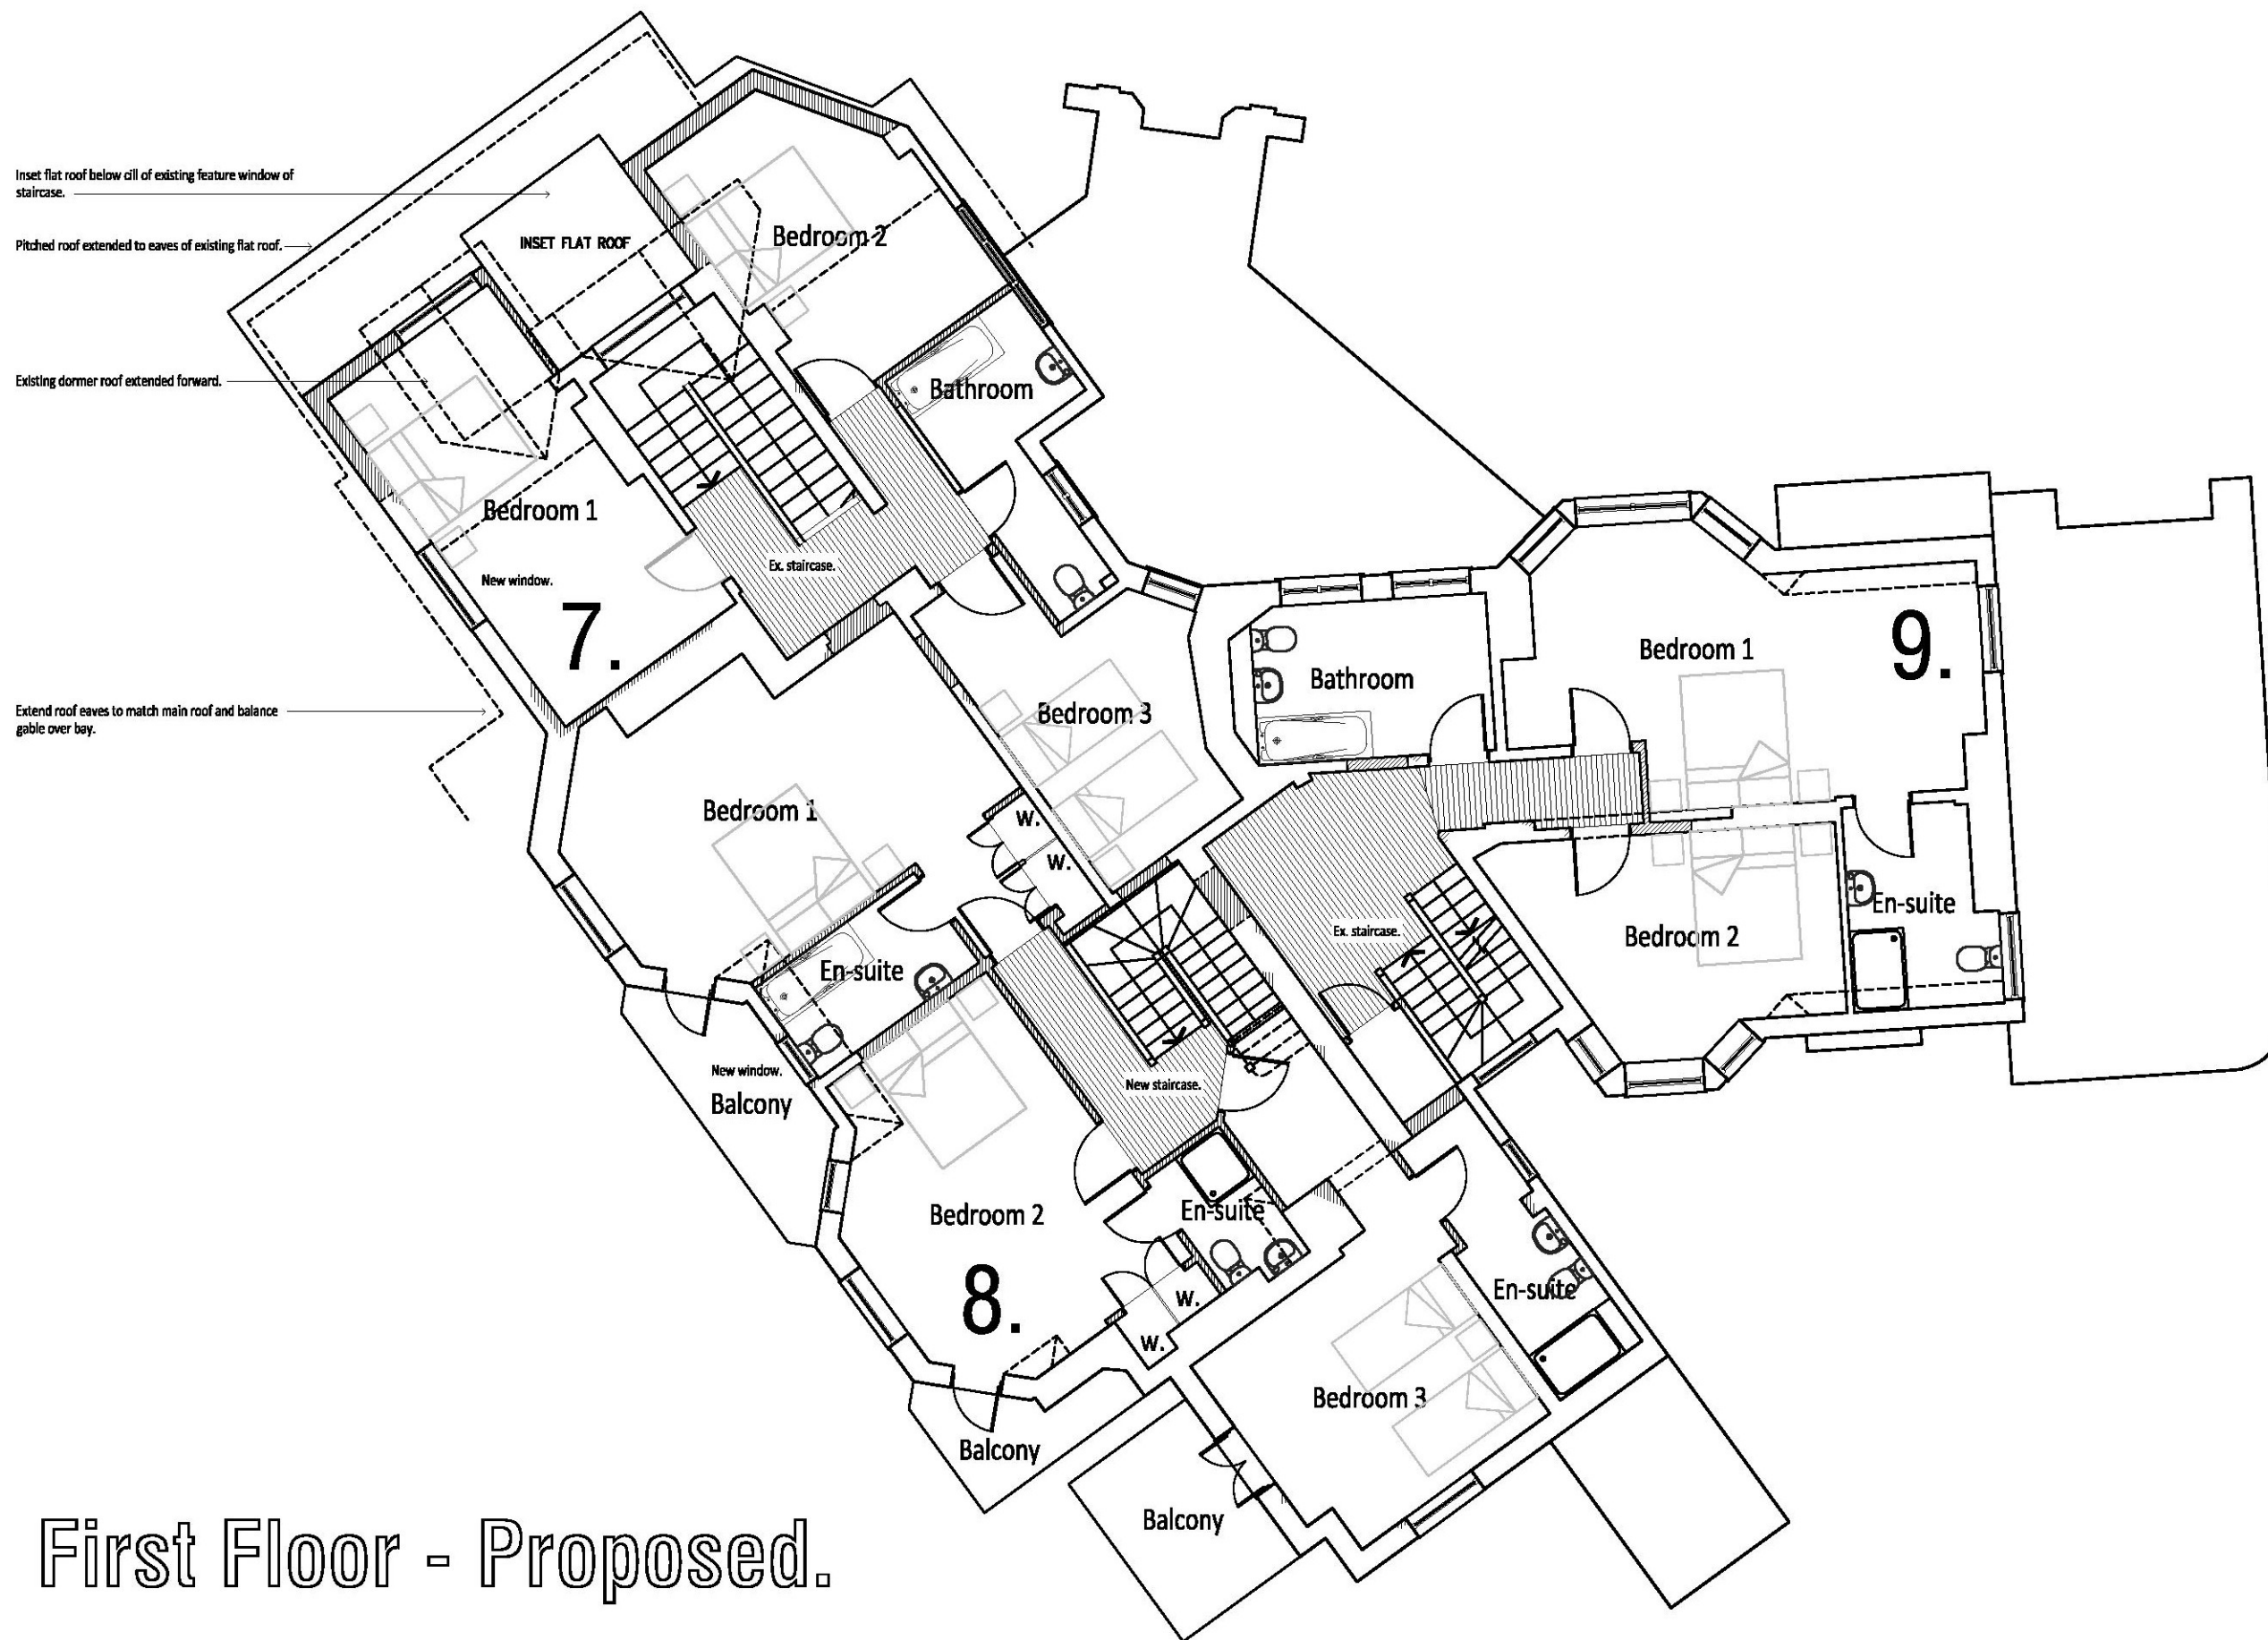 Inset flat roof below cill of existing feature window of
staircase.
Pitched roof extended to eaves of existing flat roof.
Existing dormer roof extended forward.
Extend roof eaves to match main roof and balance
gable over bay.
INSET FLAT ROOF
Bedroom 2
Bathroom
Bedroom 1
New window.
7.
Ex. staircase.
Bedroom 3
Bathroom
Bedroom 1
9.
Bedroom 1
W.
W.
En-suite
Ex. staircase.
Bedroom 2
En-suite
New window.
Balcony
New staircase.
Bedroom 2
8.
En-suite
W.
W.
En-suite
Bedroom 3
Balcony
Balcony
First Floor - Proposed.